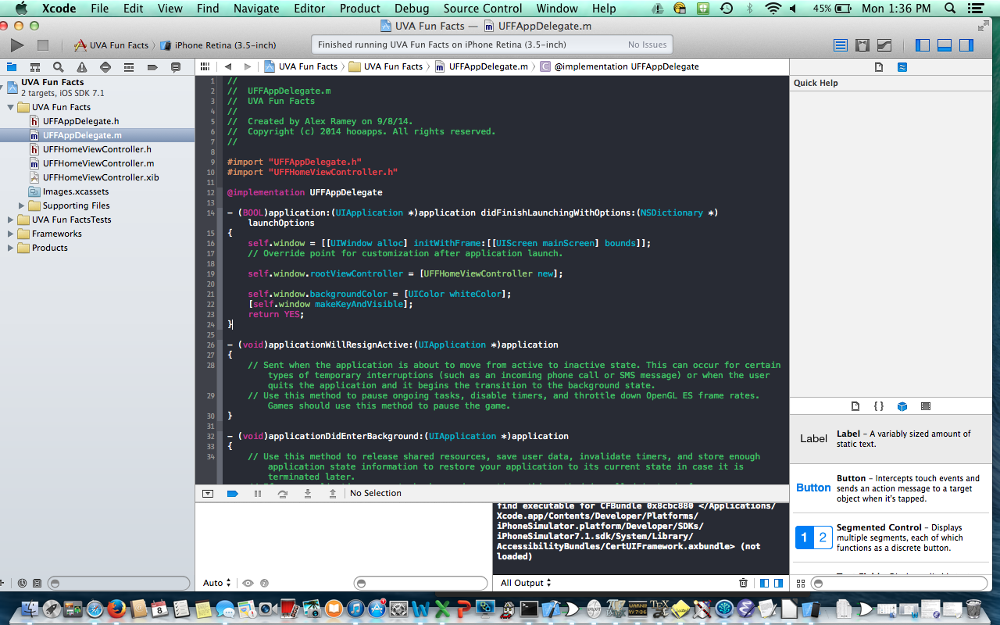 Xcode File Edit View Find Navigate Editor Product Debug Source Control Window Help 45% Mon 1:36 PM
UVA Fun Facts — UFFAppDelegate.m
UVA Fun Facts iPhone Retina (3.5-inch) Finished running UVA Fun Facts on iPhone Retina (3.5-inch) No Issues
UVA Fun Facts UVA Fun Facts UFFAppDelegate.m @implementation UFFAppDelegate
UVA Fun Facts
2 targets, iOS SDK 7.1
UVA Fun Facts
h UFFAppDelegate.h
m UFFAppDelegate.m
h UFFHomeViewController.h
m UFFHomeViewController.m
UFFHomeViewController.xib
Images.xcassets
Supporting Files
UVA Fun FactsTests
Frameworks
Products
1 //
2 //  UFFAppDelegate.m
3 //  UVA Fun Facts
4 //
5 //  Created by Alex Ramey on 9/8/14.
6 //  Copyright (c) 2014 hooapps. All rights reserved.
7 //
8
9 #import "UFFAppDelegate.h"
10 #import "UFFHomeViewController.h"
11
12 @implementation UFFAppDelegate
13
14 - (BOOL)application:(UIApplication *)application didFinishLaunchingWithOptions:(NSDictionary *)
launchOptions
15 {
16 self.window = [[UIWindow alloc] initWithFrame:[[UIScreen mainScreen] bounds]];
17 // Override point for customization after application launch.
18
19 self.window.rootViewController = [UFFHomeViewController new];
20
21 self.window.backgroundColor = [UIColor whiteColor];
22 [self.window makeKeyAndVisible];
23 return YES;
24 }
25
26 - (void)applicationWillResignActive:(UIApplication *)application
27 {
28 // Sent when the application is about to move from active to inactive state. This can occur for certain
types of temporary interruptions (such as an incoming phone call or SMS message) or when the user
quits the application and it begins the transition to the background state.
29 // Use this method to pause ongoing tasks, disable timers, and throttle down OpenGL ES frame rates.
Games should use this method to pause the game.
30 }
31
32 - (void)applicationDidEnterBackground:(UIApplication *)application
33 {
34 // Use this method to release shared resources, save user data, invalidate timers, and store enough
application state information to restore your application to its current state in case it is
terminated later.
No Selection
find executable for CFBundle 0x8cbc880 </Applications/
Xcode.app/Contents/Developer/Platforms/
iPhoneSimulator.platform/Developer/SDKs/
iPhoneSimulator7.1.sdk/System/Library/
AccessibilityBundles/CertUIFramework.axbundle> (not
loaded)
Auto All Output
Quick Help
{ }
Label Label – A variably sized amount of
static text.
Button Button – Intercepts touch events and
sends an action message to a target
object when it's tapped.
1 2 Segmented Control – Displays
multiple segments, each of which
functions as a discrete button.